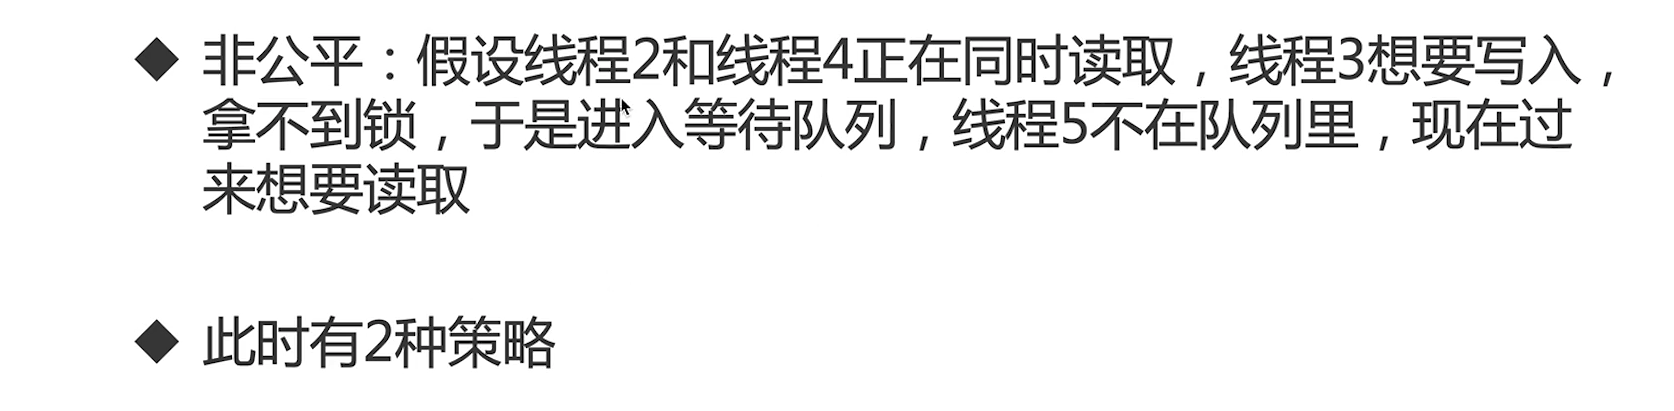 ◆ 非公平：假设线程2和线程4正在同时读取，线程3想要写入，
拿不到锁，于是进入等待队列，线程5不在队列里，现在过
来想要读取
◆ 此时有2种策略